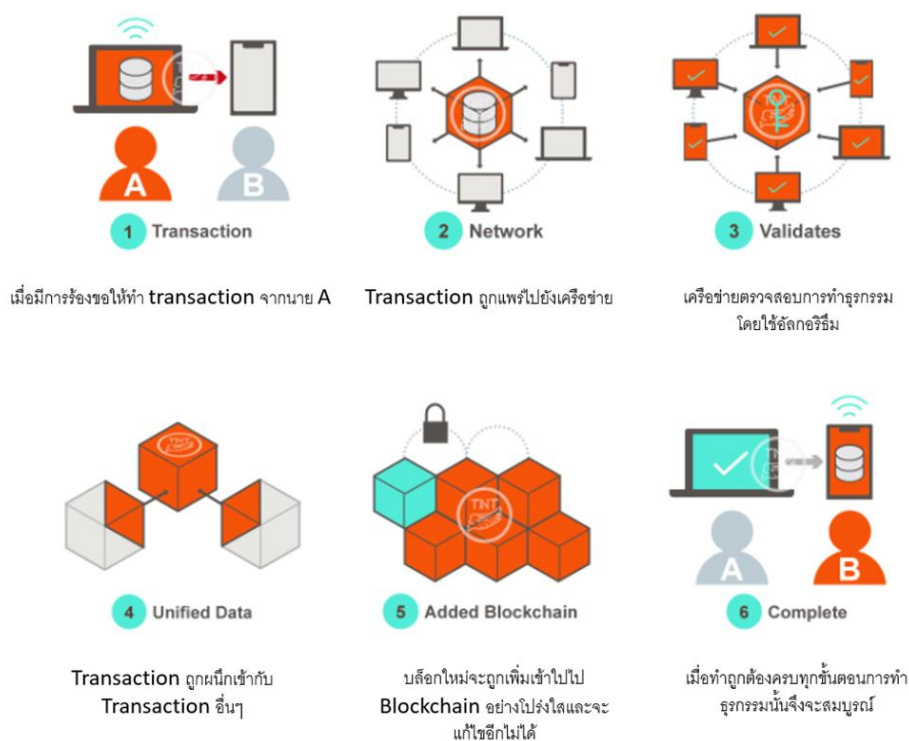 A
B
1 Transaction
2 Network
3 Validates
เมื่อมีการร้องขอให้ทำ transaction จากนาย A
Transaction ถูกแพร่ไปยังเครือข่าย
เครือข่ายตรวจสอบการทำธุรกรรม
โดยใช้อัลกอริธึม
TNT
TNT
A
B
4 Unified Data
5 Added Blockchain
6 Complete
Transaction ถูกผนึกเข้ากับ
Transaction อื่นๆ
บล็อกใหม่จะถูกเพิ่มเข้าไปไป
Blockchain อย่างโปร่งใสและจะ
แก้ไขอีกไม่ได้
เมื่อทำถูกต้องครบทุกขั้นตอนการทำ
ธุรกรรมนั้นจึงจะสมบูรณ์